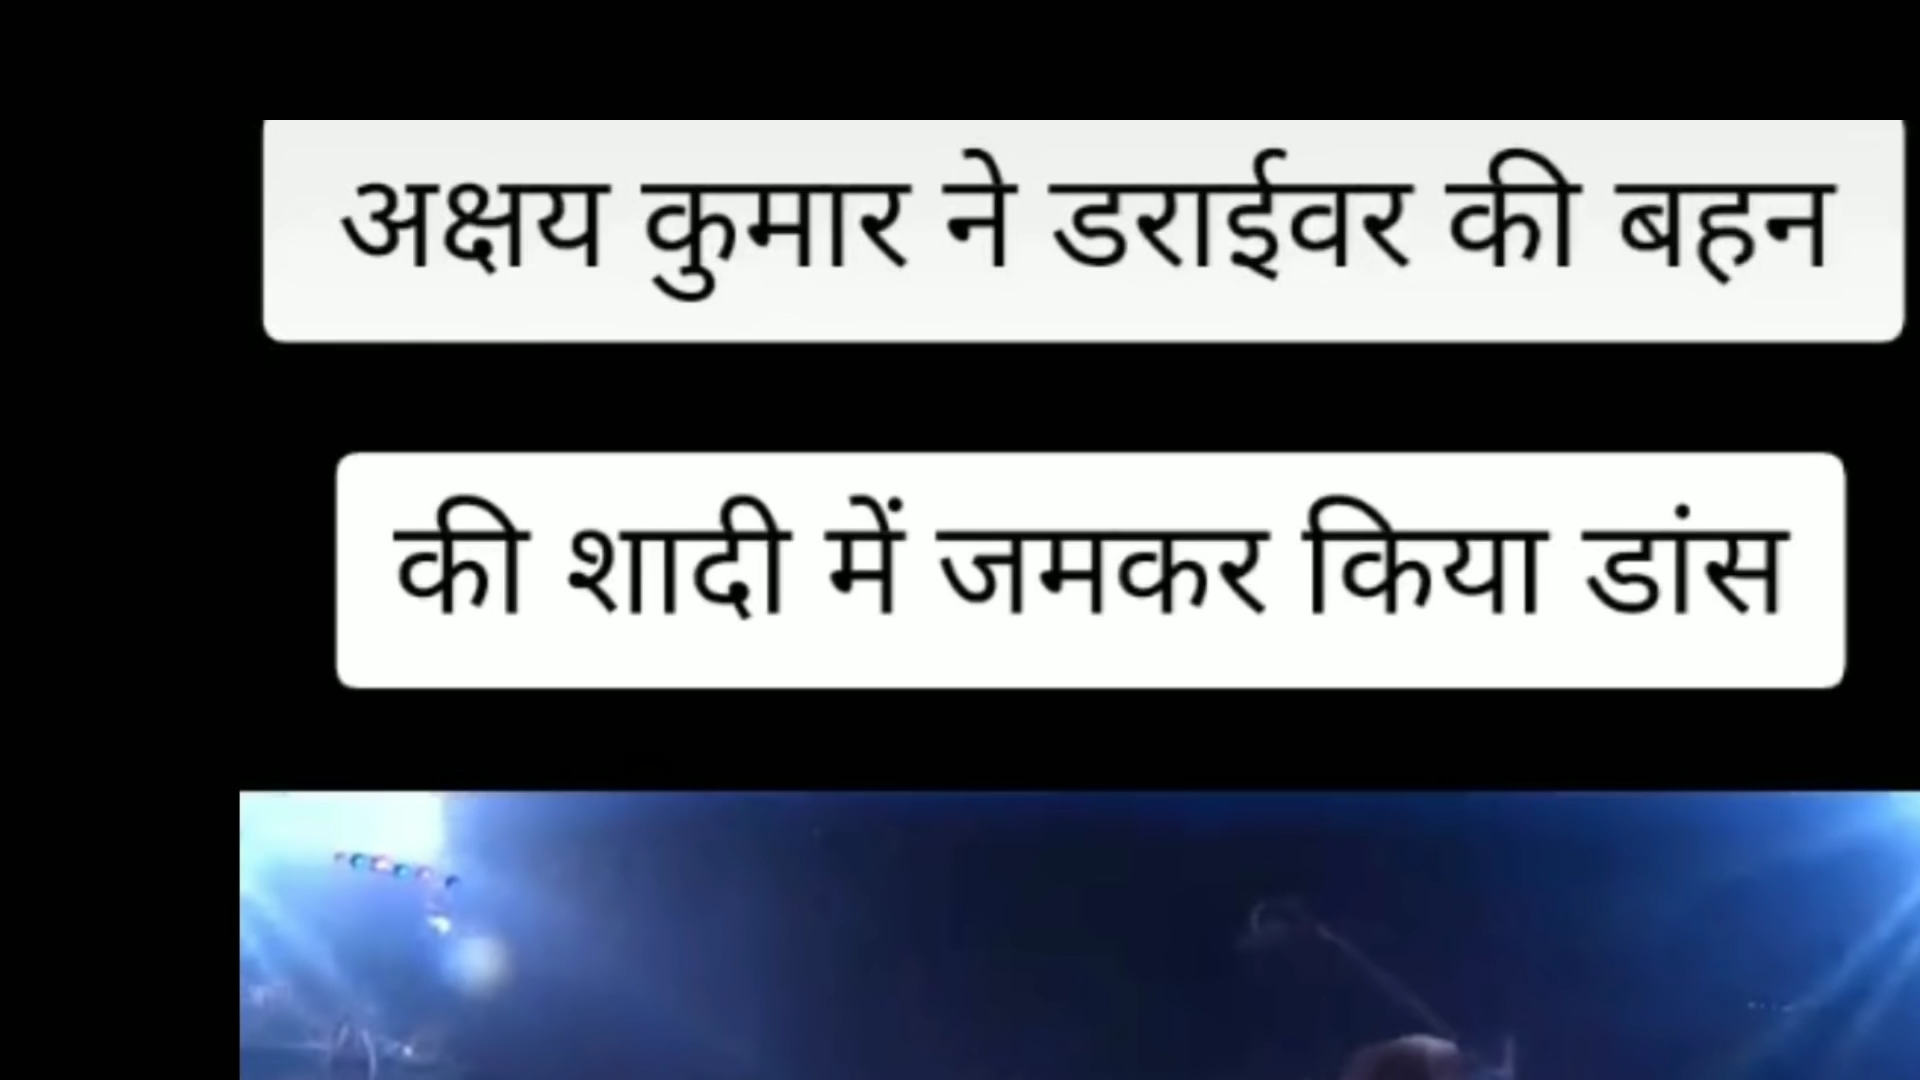 अक्षय कुमार ने डराईवर की बहन
की शादी में जमकर किया डांस